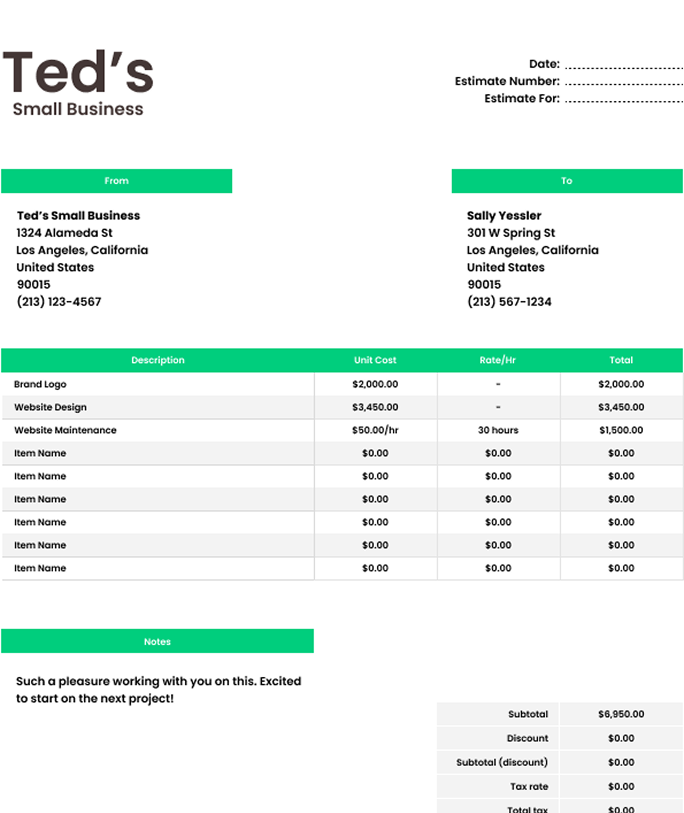 Ted's
Small Business
Date:
Estimate Number:
Estimate For:
From
To
Ted's Small Business
1324 Alameda St
Los Angeles, California
United States
90015
(213) 123-4567
Sally Yessler
301 W Spring St
Los Angeles, California
United States
90015
(213) 567-1234
Description Unit Cost Rate/Hr Total
Brand Logo $2,000.00 - $2,000.00
Website Design $3,450.00 - $3,450.00
Website Maintenance $50.00/hr 30 hours $1,500.00
Item Name $0.00 $0.00 $0.00
Item Name $0.00 $0.00 $0.00
Item Name $0.00 $0.00 $0.00
Item Name $0.00 $0.00 $0.00
Item Name $0.00 $0.00 $0.00
Item Name $0.00 $0.00 $0.00
Notes
Such a pleasure working with you on this. Excited
to start on the next project!
Subtotal $6,950.00
Discount $0.00
Subtotal (discount) $0.00
Tax rate $0.00
Total tax $0.00